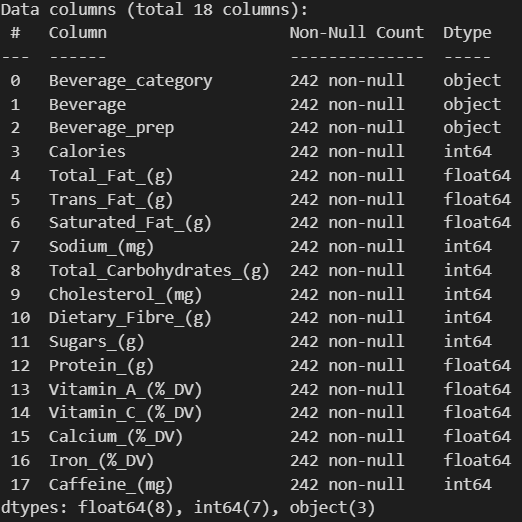 Data columns (total 18 columns):
 #   Column                  Non-Null Count  Dtype
---  ------                  --------------  -----
 0   Beverage_category       242 non-null    object
 1   Beverage                242 non-null    object
 2   Beverage_prep           242 non-null    object
 3   Calories                242 non-null    int64
 4   Total_Fat_(g)           242 non-null    float64
 5   Trans_Fat_(g)           242 non-null    float64
 6   Saturated_Fat_(g)       242 non-null    float64
 7   Sodium_(mg)             242 non-null    int64
 8   Total_Carbohydrates_(g) 242 non-null    int64
 9   Cholesterol_(mg)        242 non-null    int64
 10  Dietary_Fibre_(g)       242 non-null    int64
 11  Sugars_(g)              242 non-null    int64
 12  Protein_(g)             242 non-null    float64
 13  Vitamin_A_(%_DV)        242 non-null    float64
 14  Vitamin_C_(%_DV)        242 non-null    float64
 15  Calcium_(%_DV)          242 non-null    float64
 16  Iron_(%_DV)             242 non-null    float64
 17  Caffeine_(mg)           242 non-null    int64
dtypes: float64(8), int64(7), object(3)